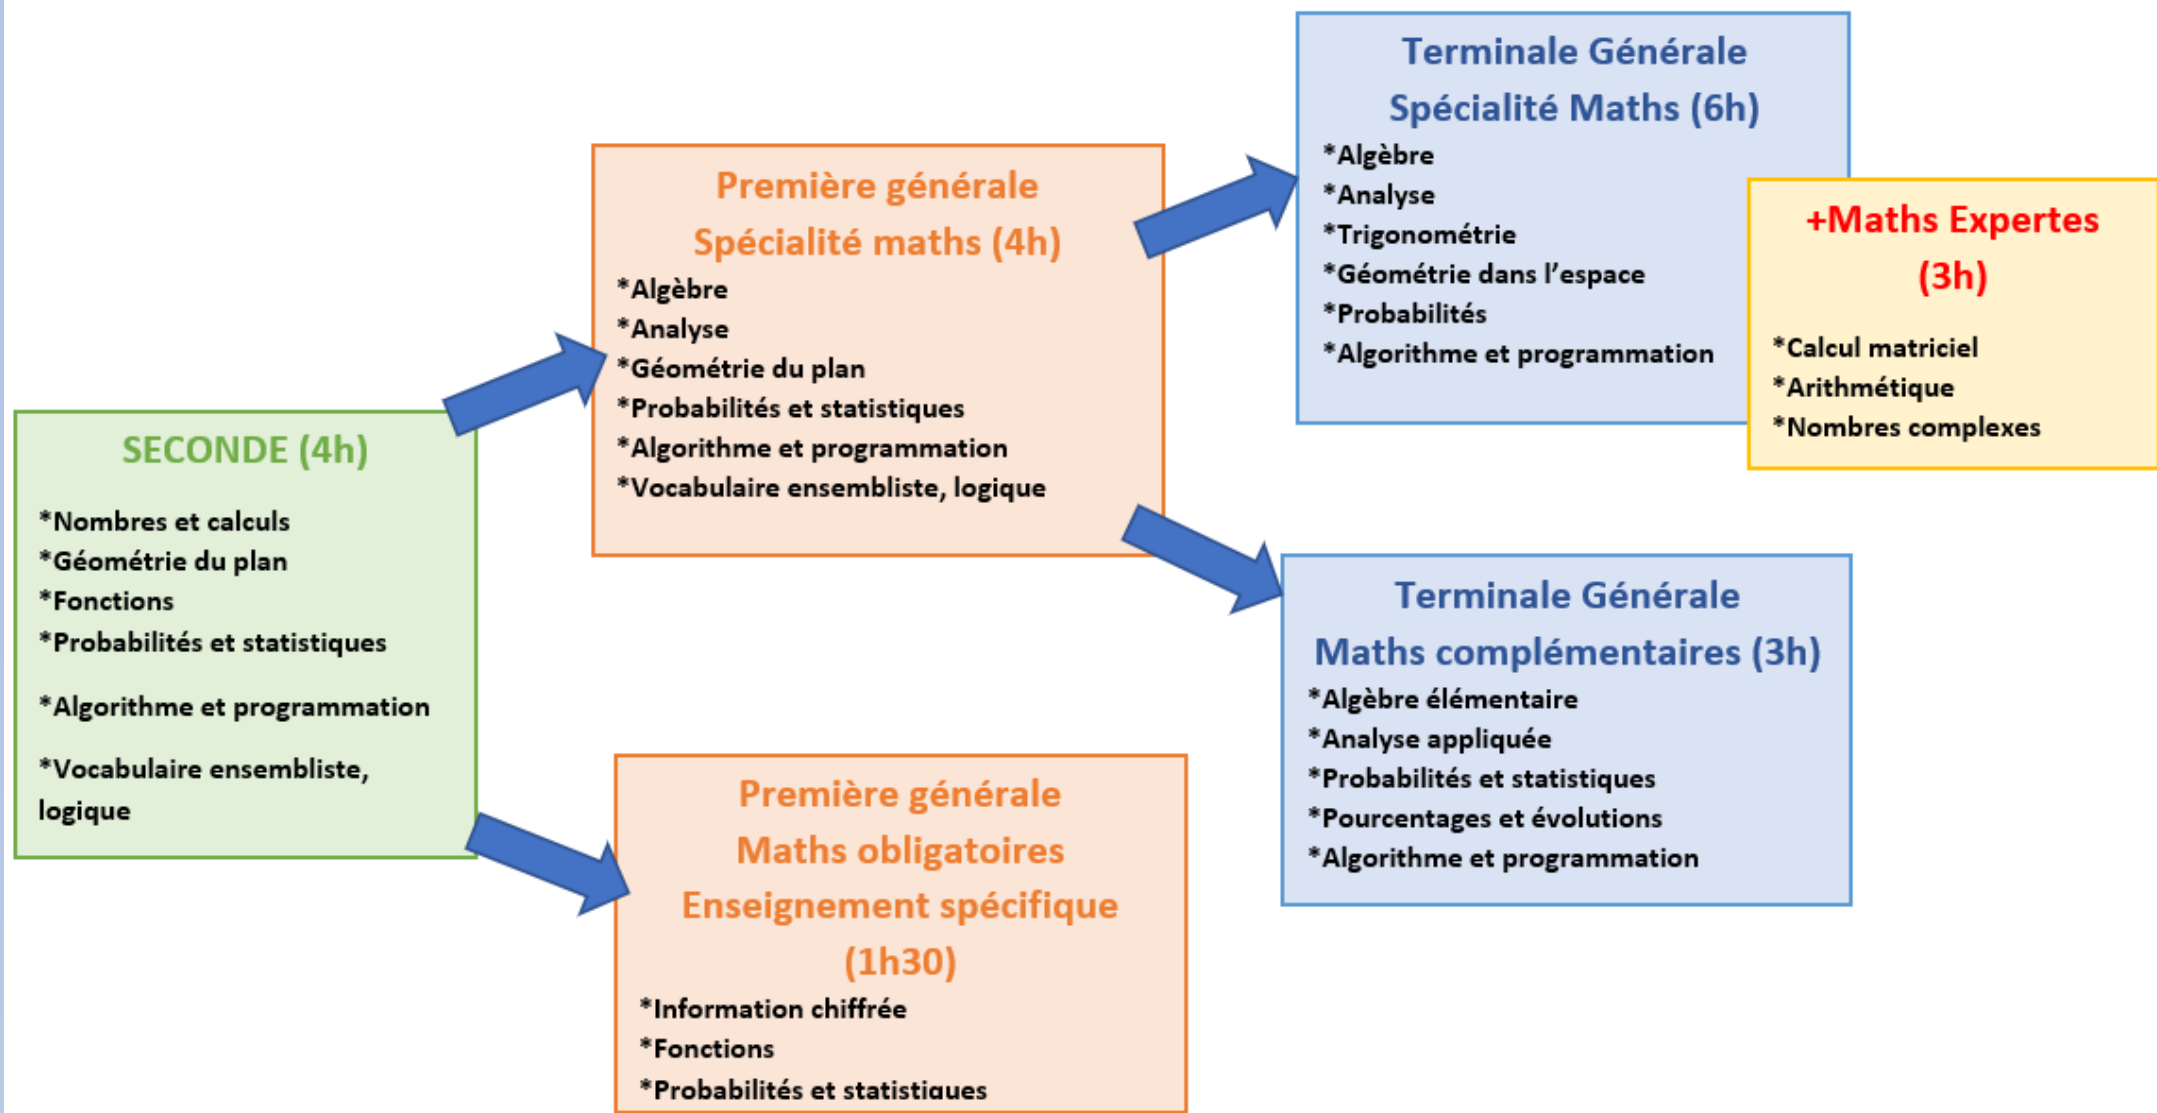 SECONDE (4h)
*Nombres et calculs
*Géométrie du plan
*Fonctions
*Probabilités et statistiques
*Algorithme et programmation
*Vocabulaire ensembliste,
logique
Première générale
Spécialité maths (4h)
*Algèbre
*Analyse
*Géométrie du plan
*Probabilités et statistiques
*Algorithme et programmation
*Vocabulaire ensembliste, logique
Première générale
Maths obligatoires
Enseignement spécifique
(1h30)
*Information chiffrée
*Fonctions
*Probabilités et statistiques
Terminale Générale
Spécialité Maths (6h)
*Algèbre
*Analyse
*Trigonométrie
*Géométrie dans l’espace
*Probabilités
*Algorithme et programmation
+Maths Expertes
(3h)
*Calcul matriciel
*Arithmétique
*Nombres complexes
Terminale Générale
Maths complémentaires (3h)
*Algèbre élémentaire
*Analyse appliquée
*Probabilités et statistiques
*Pourcentages et évolutions
*Algorithme et programmation